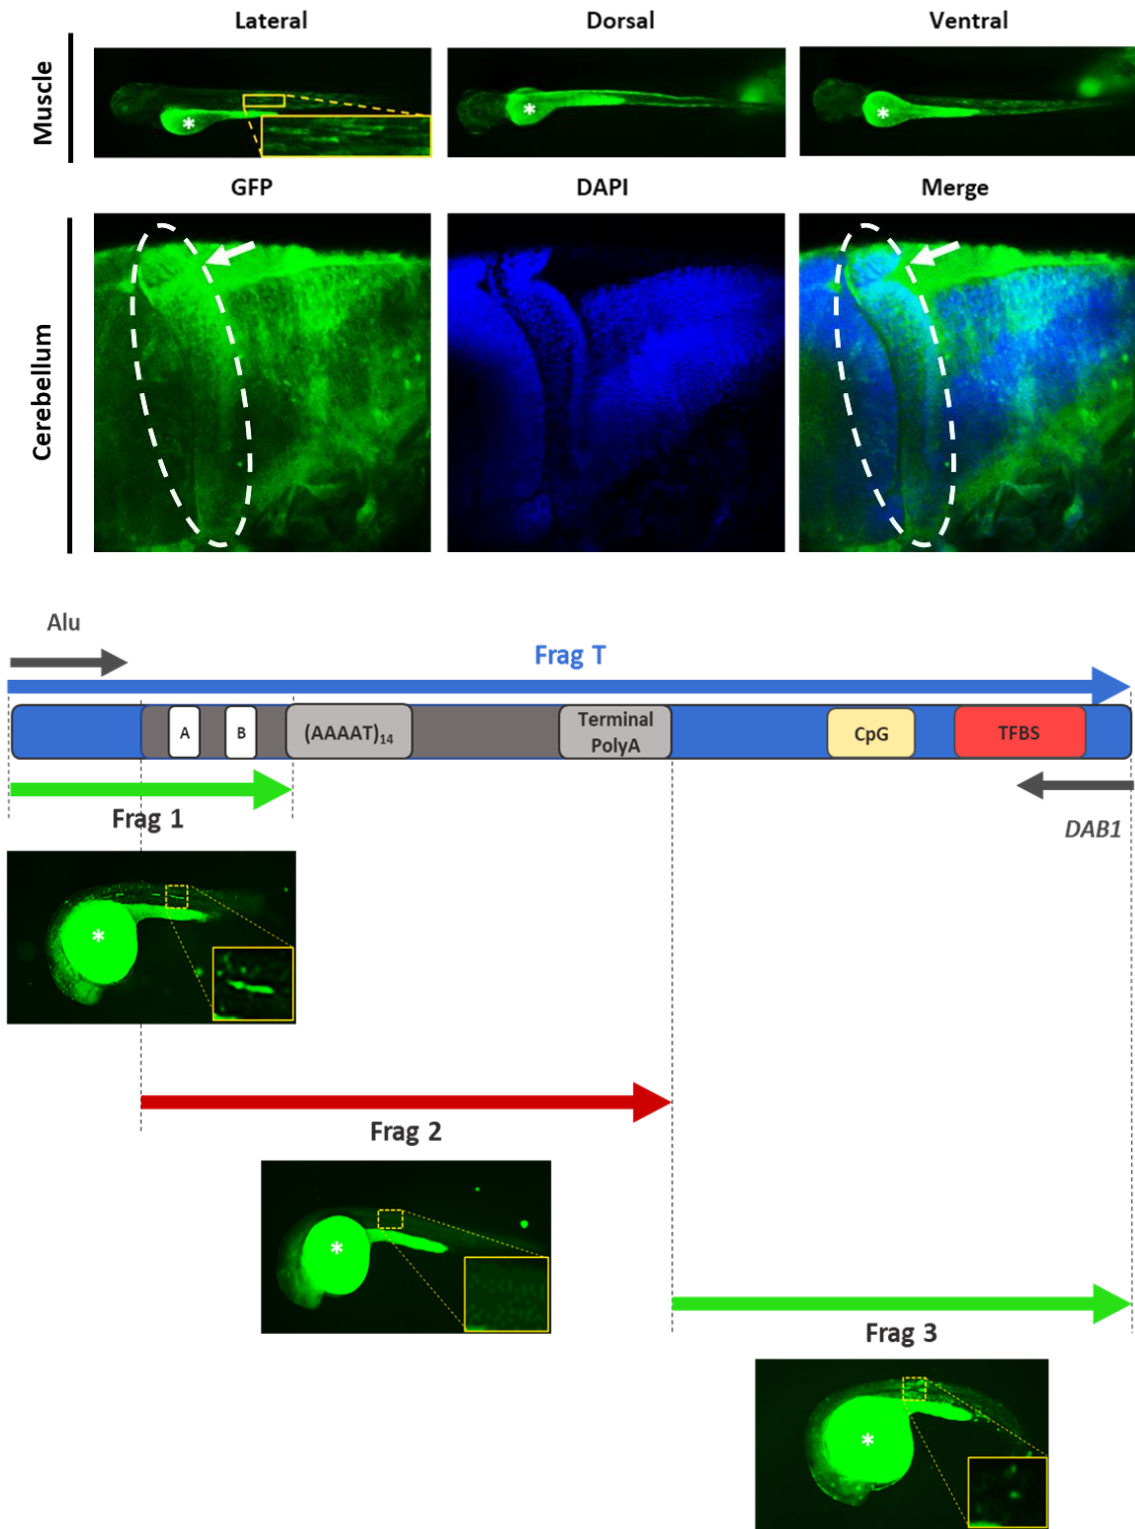 Lateral Dorsal Ventral
Muscle
*
*
*
GFP DAPI Merge
Cerebellum
Alu
Frag T
A B (AAAAT)14 Terminal PolyA CpG TFBS
Frag 1
DAB1
*
Frag 2
*
Frag 3
*